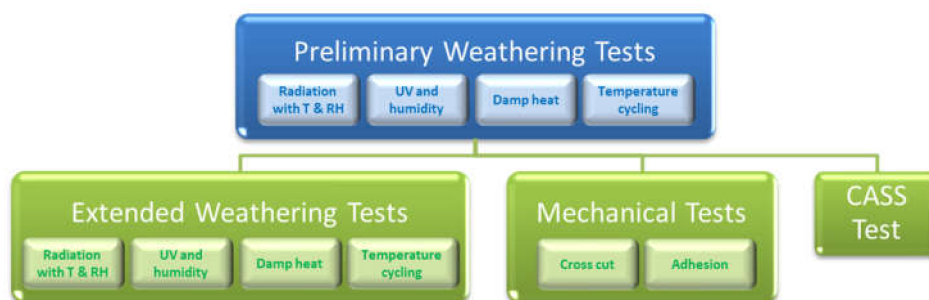 Preliminary Weathering Tests
Radiation
with T & RH
UV and
humidity
Damp heat
Temperature
cycling
Extended Weathering Tests
Radiation
with T & RH
UV and
humidity
Damp heat
Temperature
cycling
Mechanical Tests
Cross cut
Adhesion
CASS
Test